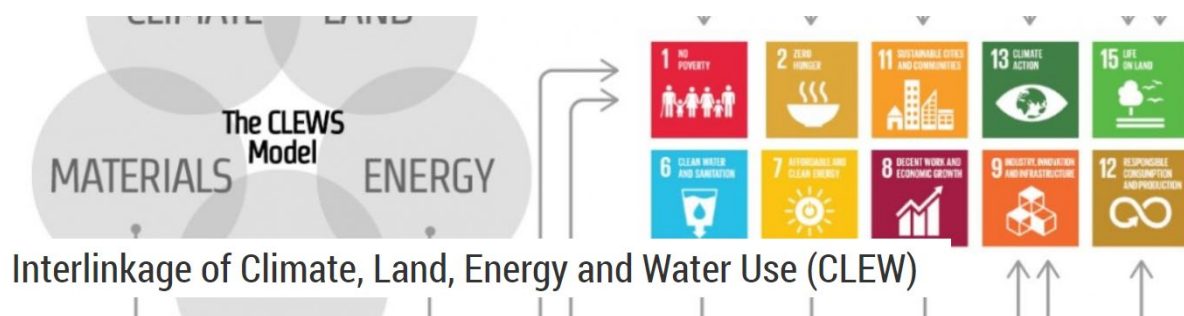 CLIMATE
LAND
The CLEWS
Model
MATERIALS
ENERGY
1 NO
POVERTY
2 ZERO
HUNGER
11 SUSTAINABLE CITIES
AND COMMUNITIES
13 CLIMATE
ACTION
15 LIFE
ON LAND
6 CLEAN WATER
AND SANITATION
7 AFFORDABLE AND
CLEAN ENERGY
8 DECENT WORK AND
ECONOMIC GROWTH
9 INDUSTRY, INNOVATION
AND INFRASTRUCTURE
12 RESPONSIBLE
CONSUMPTION
AND PRODUCTION
Interlinkage of Climate, Land, Energy and Water Use (CLEW)